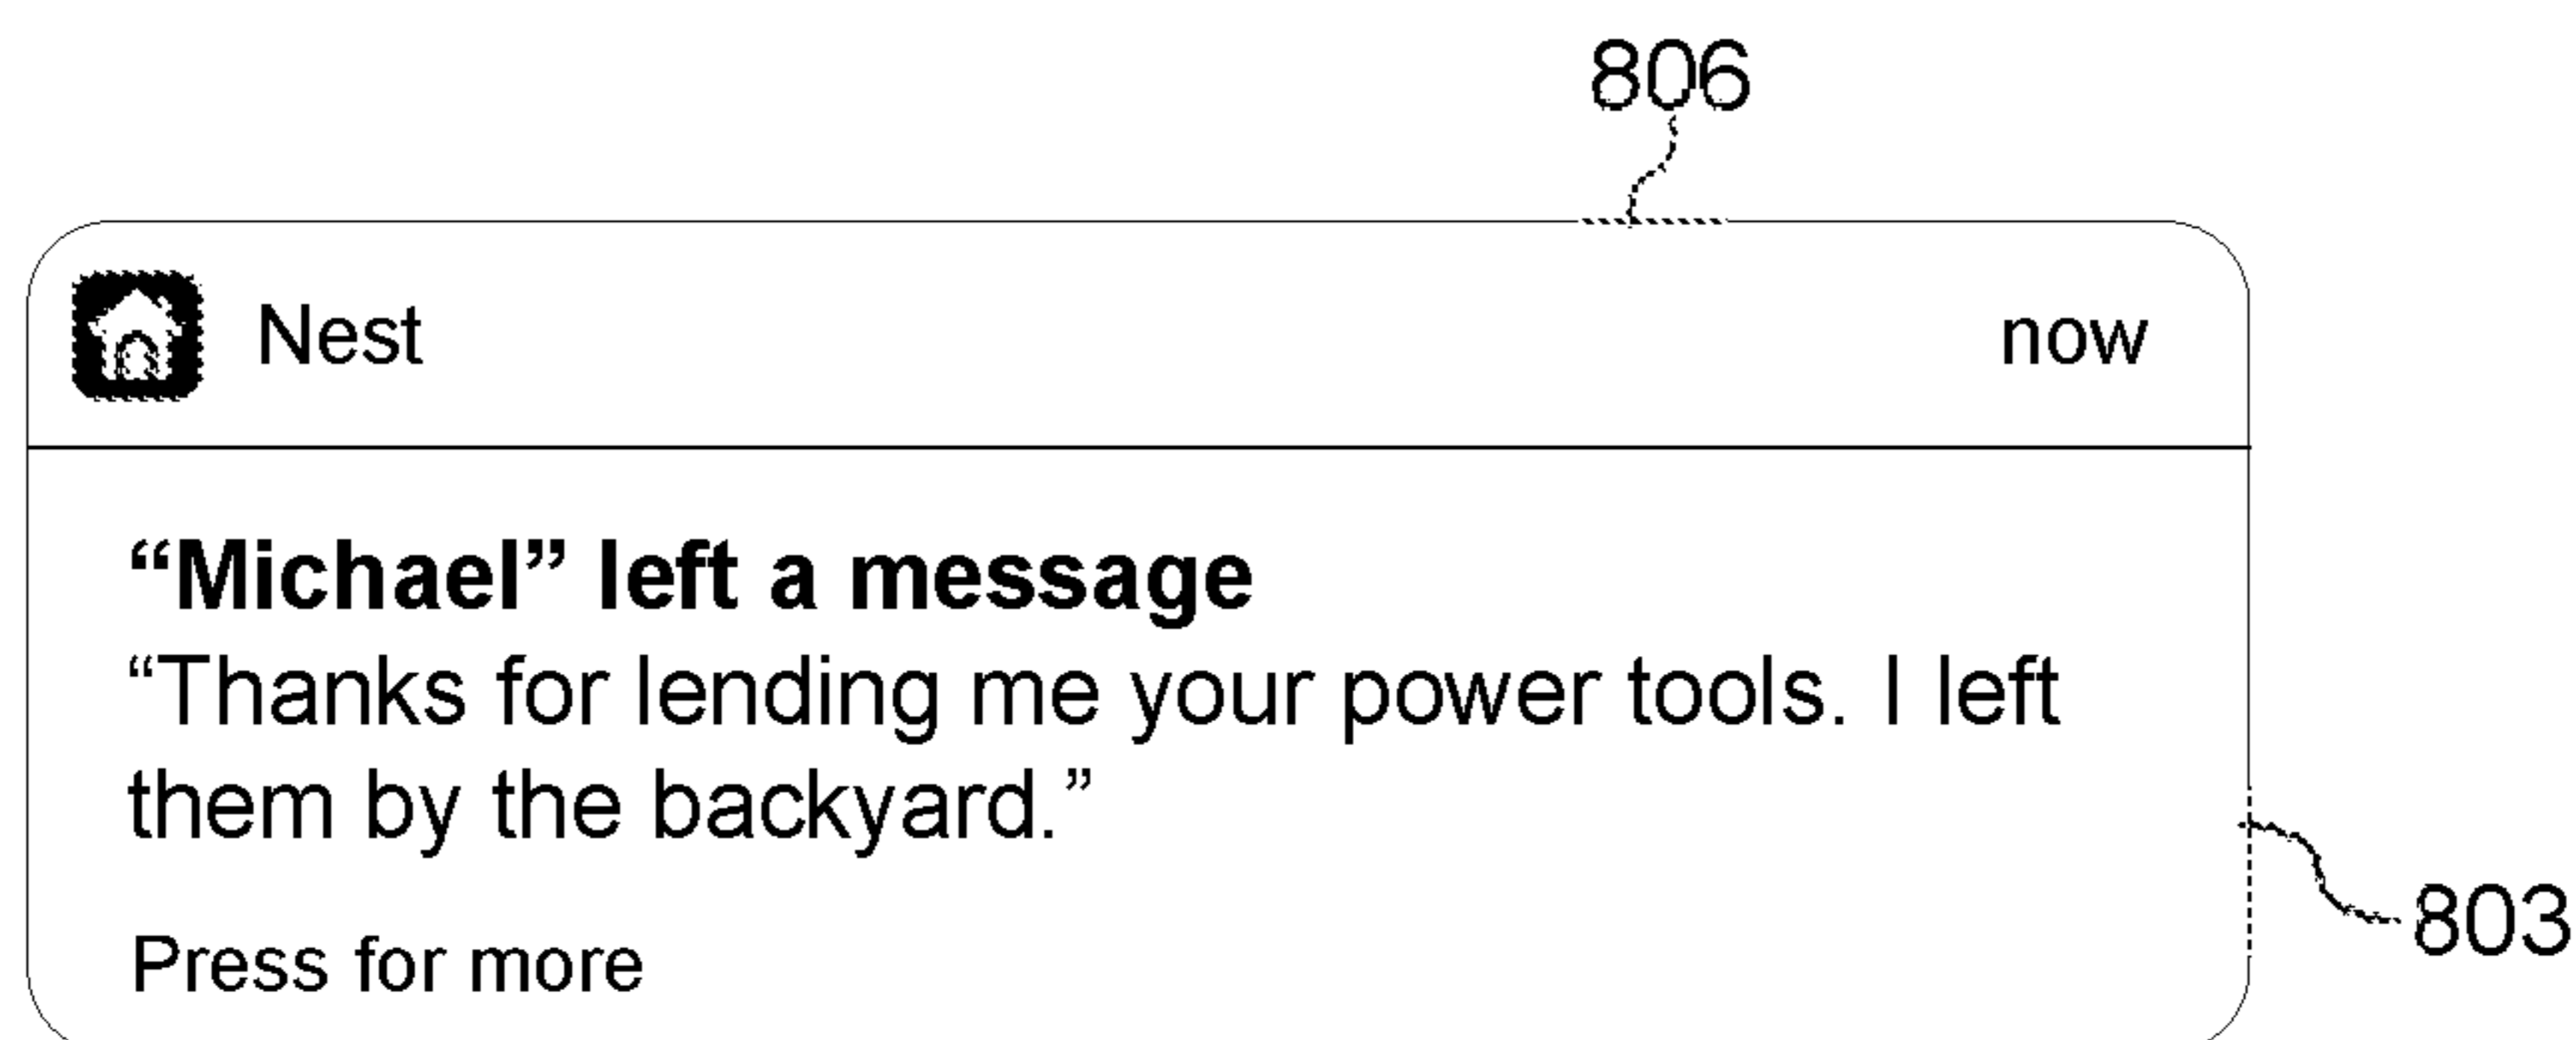 806
Nest now
“Michael” left a message
“Thanks for lending me your power tools. I left
them by the backyard.”
803
Press for more